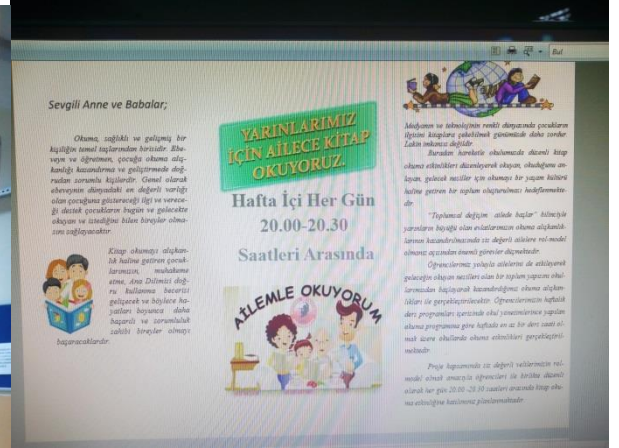 Bul
Sevgili Anne ve Babalar;
Okuma, sağlıklı ve gelişmiş bir
kişiliğin temel taşlarından birisidir. Ebe-
veyn ve öğretmen, çocuğa okuma alış-
kanlığı kazandırma ve geliştirmede doğ-
rudan sorumlu kişilerdir. Genel olarak
ebeveynin dünyadaki en değerli varlığı
olan çocuğuna göstereceği ilgi ve verece-
ği destek çocukların bugün ve gelecekte
okuyan ve istediğini bilen bireyler olma-
sını sağlayacaktır.
Kitap okumayı alışkan-
lık haline getiren çocuk-
larımızın, muhakeme
etme, Ana Dilimizi doğ-
ru kullanma becerisi
gelişecek ve böylece ha-
yatları boyunca daha
başarılı ve sorumluluk
sahibi bireyler olmayı
başaracaklardır.
YARINLARIMIZ
İÇİN AİLECE KİTAP
OKUYORUZ.
Hafta İçi Her Gün
20.00-20.30
Saatleri Arasında
AİLEMLE OKUYORUM
Medyanın ve teknolojinin renkli dünyasında çocukların
ilgisini kitaplara çekebilmek günümüzde daha zordur
Lakin imkansız değildir.
Buradan hareketle okulumuzda düzenli kitap
okuma etkinlikleri düzenleyerek okuyan, okuduğunu an-
layan, gelecek nesiller için okumayı bir yaşam kültürü
haline getiren bir toplum oluşturulması hedeflenmekte-
dir.
"Toplumsal değişim ailede başlar" bilinciyle
yarınların büyüğü olan evlatlarımızın okuma alışkanlık-
larının kazandırılmasında siz değerli ailelere rol-model
olmanız açısından önemli görevler düşmektedir.
Öğrencilerimiz yoluyla ailelerini de etkileyerek
geleceğin okuyan nesilleri olan bir toplum yapısını okul-
larımızdan başlayarak kazandırdığımız okuma alışkan-
lıkları ile gerçekleştirilecektir. Öğrencilerimizin haftalık
ders programları içerisinde okul yönetimlerince yapılan
okuma programına göre haftada en az bir ders saati ol-
mak üzere okullarda okuma etkinlikleri gerçekleştiril-
mektedir.
Proje kapsamında siz değerli velilerimizin rol-
model olmak amacıyla öğrencileri ile birlikte düzenli
olarak her gün 20.00 -20.30 saatleri arasında kitap oku-
ma etkinliğine katılımınız planlanmaktadır.